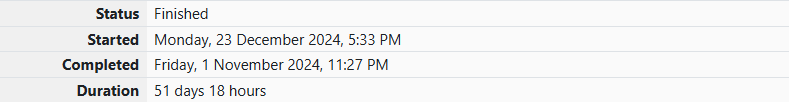 Status Finished
Started Monday, 23 December 2024, 5:33 PM
Completed Friday, 1 November 2024, 11:27 PM
Duration 51 days 18 hours